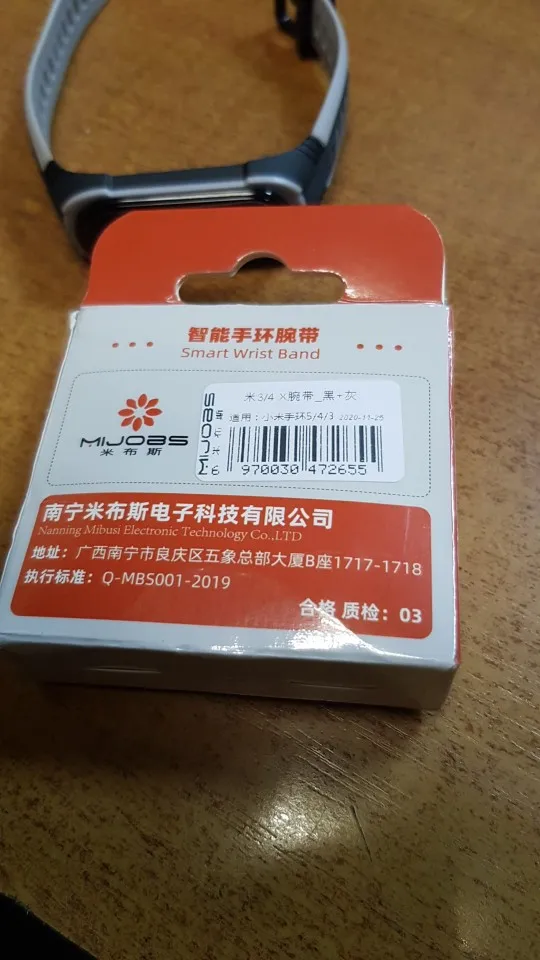 智能手环腕带
Smart Wrist Band
MIJOBS
米布斯
MIJOBS
米3/4 X腕带_黑+灰
适用：小米手环5/4/3 2020-11-25
6 970030 472655
南宁米布斯电子科技有限公司
Nanning Mibusi Electronic Technology Co.,LTD
地址：广西南宁市良庆区五象总部大厦B座1717-1718
执行标准：Q-MBS001-2019
合格 质检：03